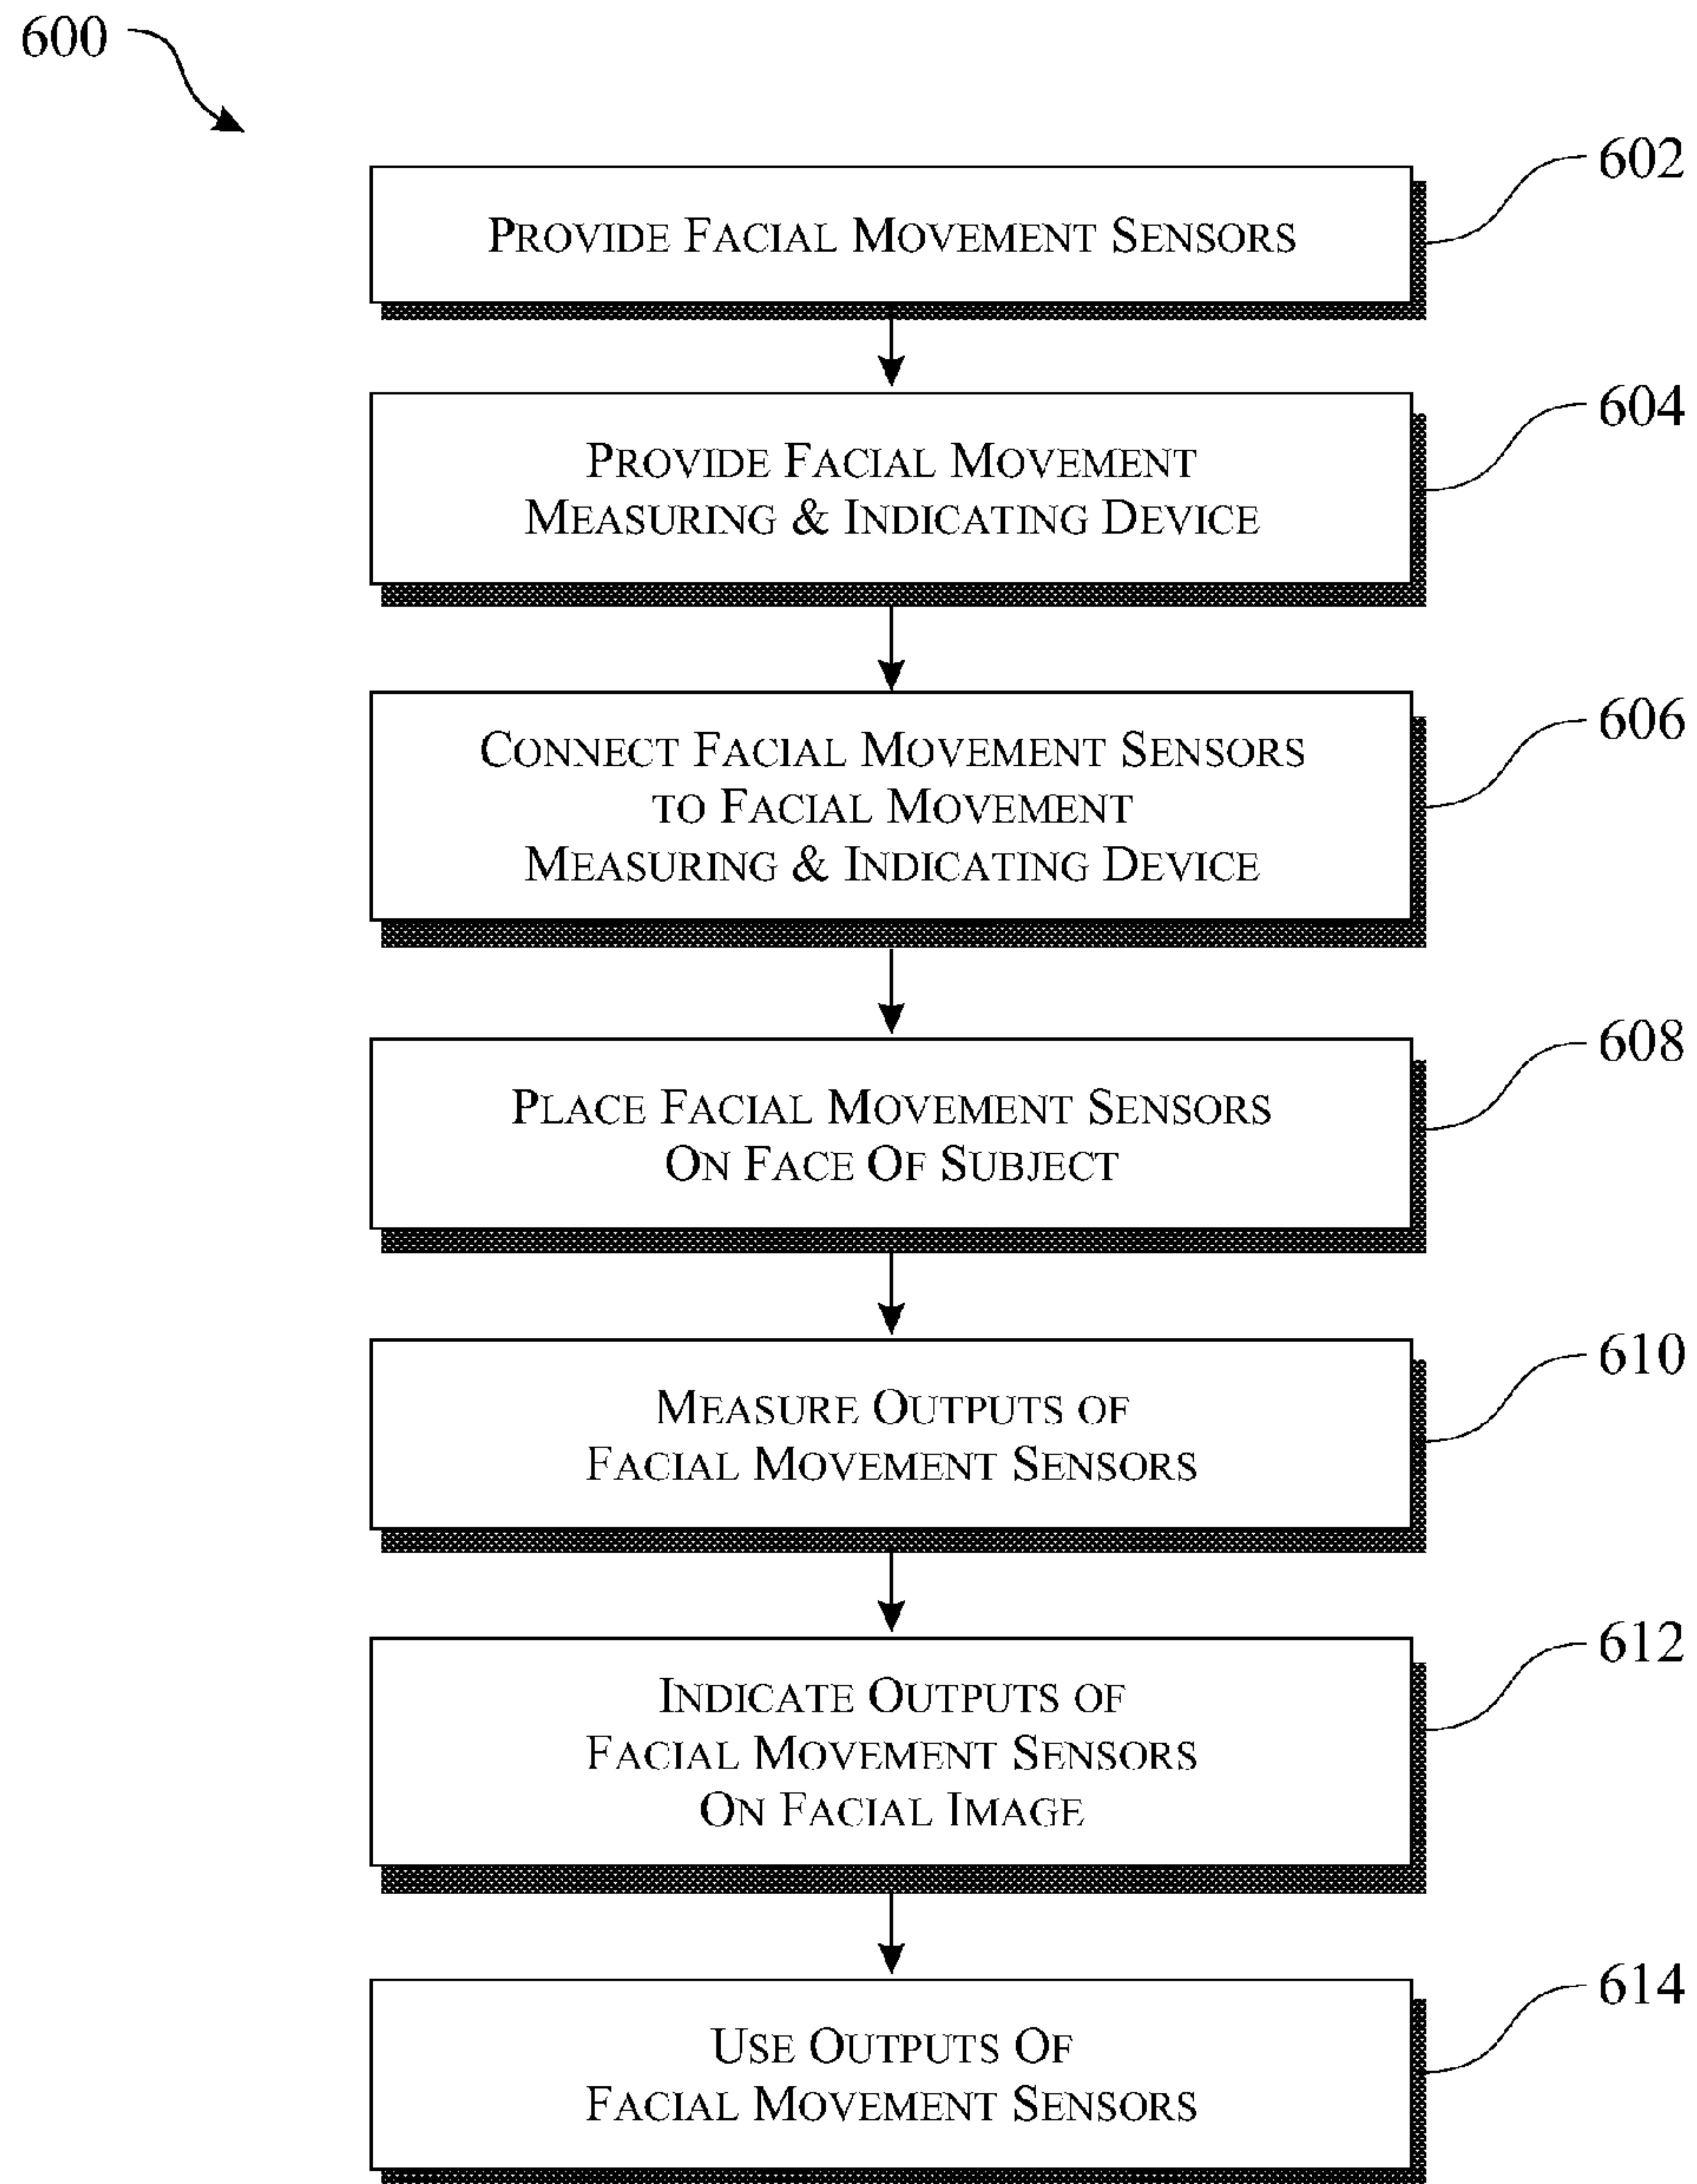 600
602
PROVIDE FACIAL MOVEMENT SENSORS
604
PROVIDE FACIAL MOVEMENT
MEASURING & INDICATING DEVICE
606
CONNECT FACIAL MOVEMENT SENSORS
TO FACIAL MOVEMENT
MEASURING & INDICATING DEVICE
608
PLACE FACIAL MOVEMENT SENSORS
ON FACE OF SUBJECT
610
MEASURE OUTPUTS OF
FACIAL MOVEMENT SENSORS
612
INDICATE OUTPUTS OF
FACIAL MOVEMENT SENSORS
ON FACIAL IMAGE
614
USE OUTPUTS OF
FACIAL MOVEMENT SENSORS